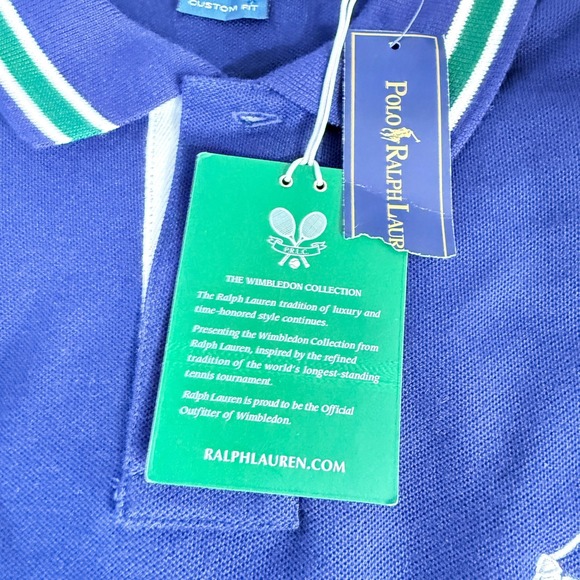 CUSTOM FIT
POLO RALPH LAUR
P.R.L.C.
THE WIMBLEDON COLLECTION
The Ralph Lauren tradition of luxury and
time-honored style continues.
Presenting the Wimbledon Collection from
Ralph Lauren, inspired by the refined
tradition of the world's longest-standing
tennis tournament.
Ralph Lauren is proud to be the Official
Outfitter of Wimbledon.
RALPHLAUREN.COM